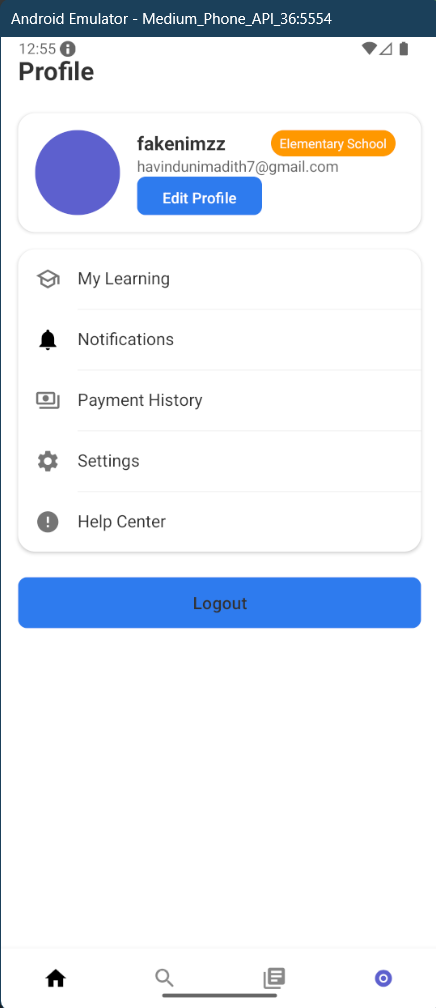 Android Emulator - Medium_Phone_API_36:5554
12:55
Profile
fakenimzz
Elementary School
havindunimadith7@gmail.com
Edit Profile
My Learning
Notifications
Payment History
Settings
Help Center
Logout